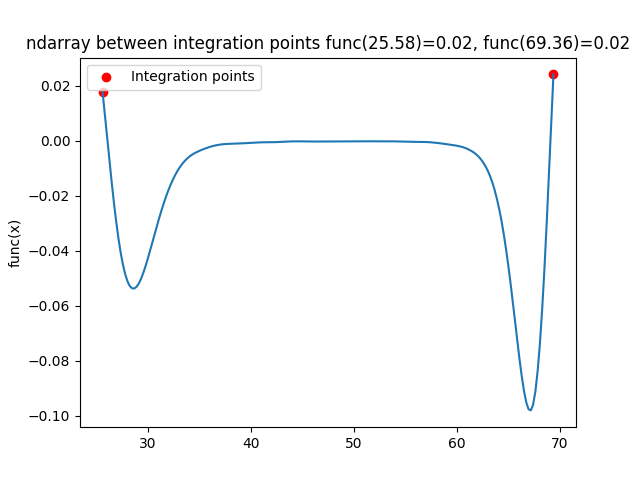 ndarray between integration points func(25.58)=0.02, func(69.36)=0.02
Integration points
0.02
0.00
−0.02
−0.04
−0.06
−0.08
−0.10
func(x)
30 40 50 60 70